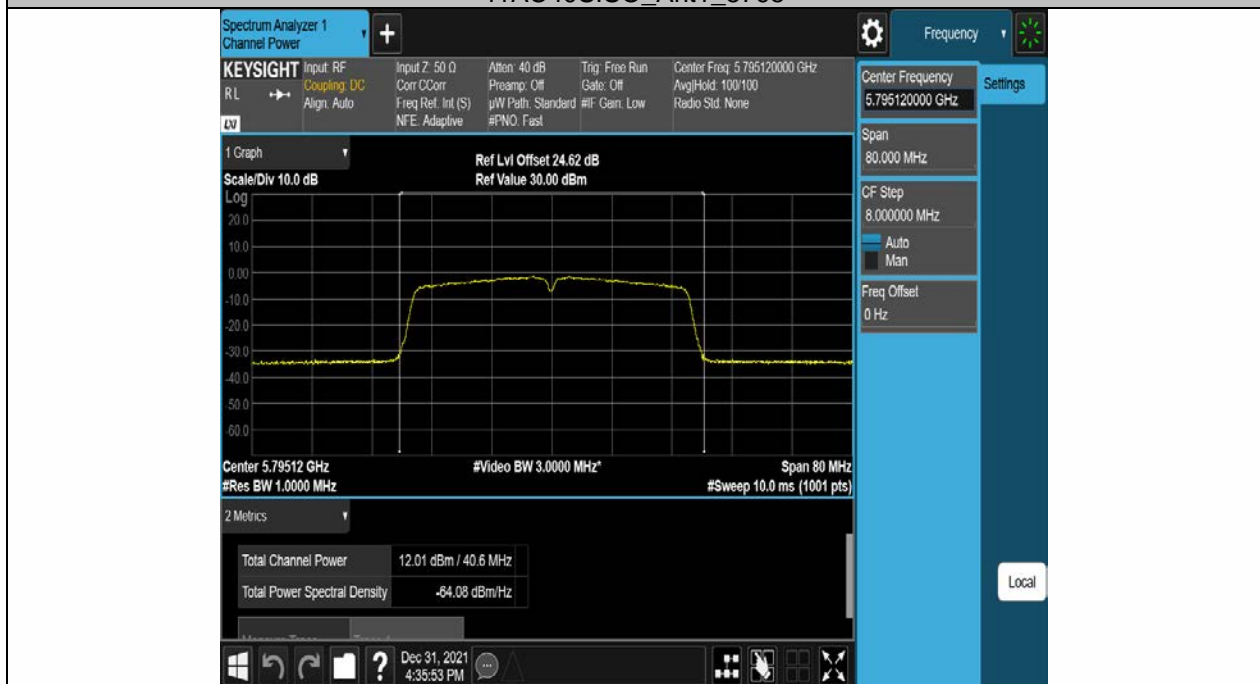 Spectrum Analyzer 1
Channel Power
+
Frequency
KEYSIGHT
RL
LXI
Input: RF
Coupling: DC
Align: Auto
Input Z: 50 Ω
Corr CCorr
Freq Ref: Int (S)
NFE: Adaptive
Atten: 40 dB
Preamp: Off
µW Path: Standard
#PNO: Fast
Trig: Free Run
Gate: Off
#IF Gain: Low
Center Freq: 5.795120000 GHz
Avg|Hold: 100/100
Radio Std: None
Center Frequency
5.795120000 GHz
Settings
Span
80.000 MHz
CF Step
8.000000 MHz
Auto
Man
Freq Offset
0 Hz
Local
1 Graph
Scale/Div 10.0 dB
Ref Lvl Offset 24.62 dB
Ref Value 30.00 dBm
Log
20.0
10.0
0.00
-10.0
-20.0
-30.0
-40.0
-50.0
-60.0
Center 5.79512 GHz
#Video BW 3.0000 MHz*
Span 80 MHz
#Res BW 1.0000 MHz
#Sweep 10.0 ms (1001 pts)
2 Metrics
Total Channel Power 12.01 dBm / 40.6 MHz
Total Power Spectral Density -64.08 dBm/Hz
?
Dec 31, 2021
4:35:53 PM